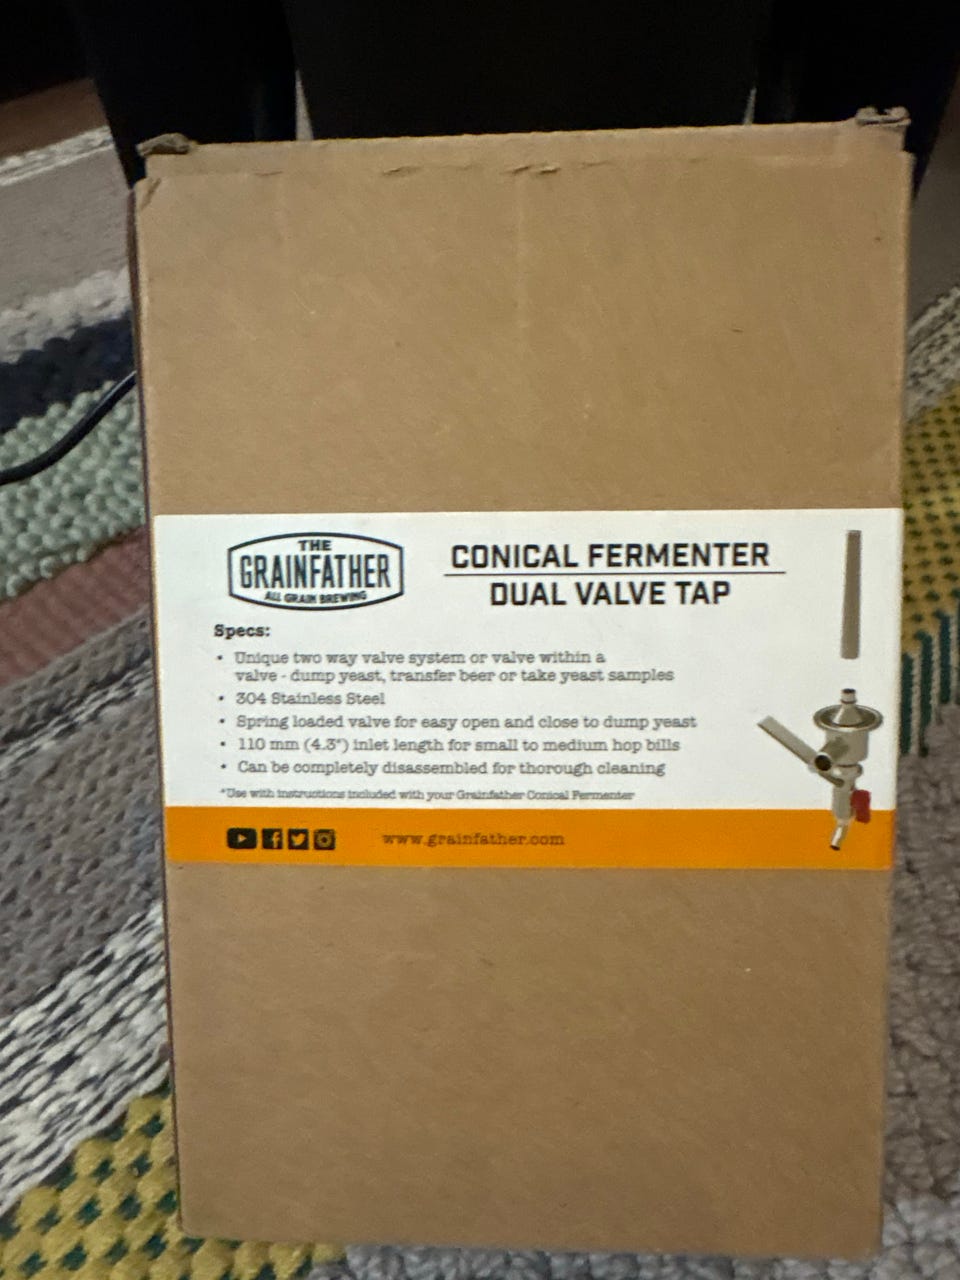 THE
GRAINFATHER
ALL GRAIN BREWING
CONICAL FERMENTER
DUAL VALVE TAP
Specs:
• Unique two way valve system or valve within a
valve - dump yeast, transfer beer or take yeast samples
• 304 Stainless Steel
• Spring loaded valve for easy open and close to dump yeast
• 110 mm (4.3") inlet length for small to medium hop bills
• Can be completely disassembled for thorough cleaning
*Use with instructions included with your Grainfather Conical Fermenter
www.grainfather.com